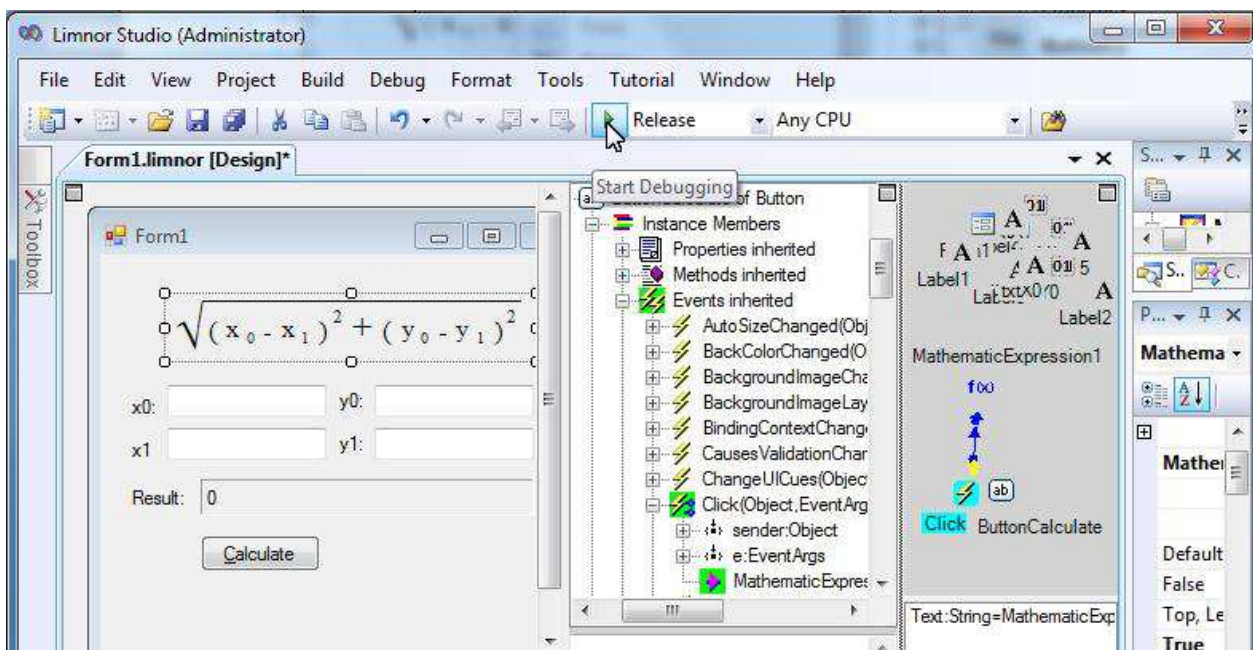 Limnor Studio (Administrator)
File Edit View Project Build Debug Format Tools Tutorial Window Help
Release Any CPU
Form1.limnor [Design]*
Start Debugging
of Button
Toolbox
Form1
√(x₀ - x₁)² + (y₀ - y₁)²
x0:
y0:
x1
y1:
Result: 0
Calculate
Instance Members
Properties inherited
Methods inherited
Events inherited
AutoSizeChanged(Obj
BackColorChanged(O
BackgroundImageCha
BackgroundImageLay
BindingContextChang
CausesValidationChar
ChangeUICues(Objec
Click(Object,EventArg
sender:Object
e:EventArgs
MathematicExpres
Label1
Label2
MathematicExpression1
f(x)
ab
Click ButtonCalculate
Text:String=MathematicExp
S...
S.. C.
P...
Mathema
A
Z
Mather
Default
False
Top, Le
True